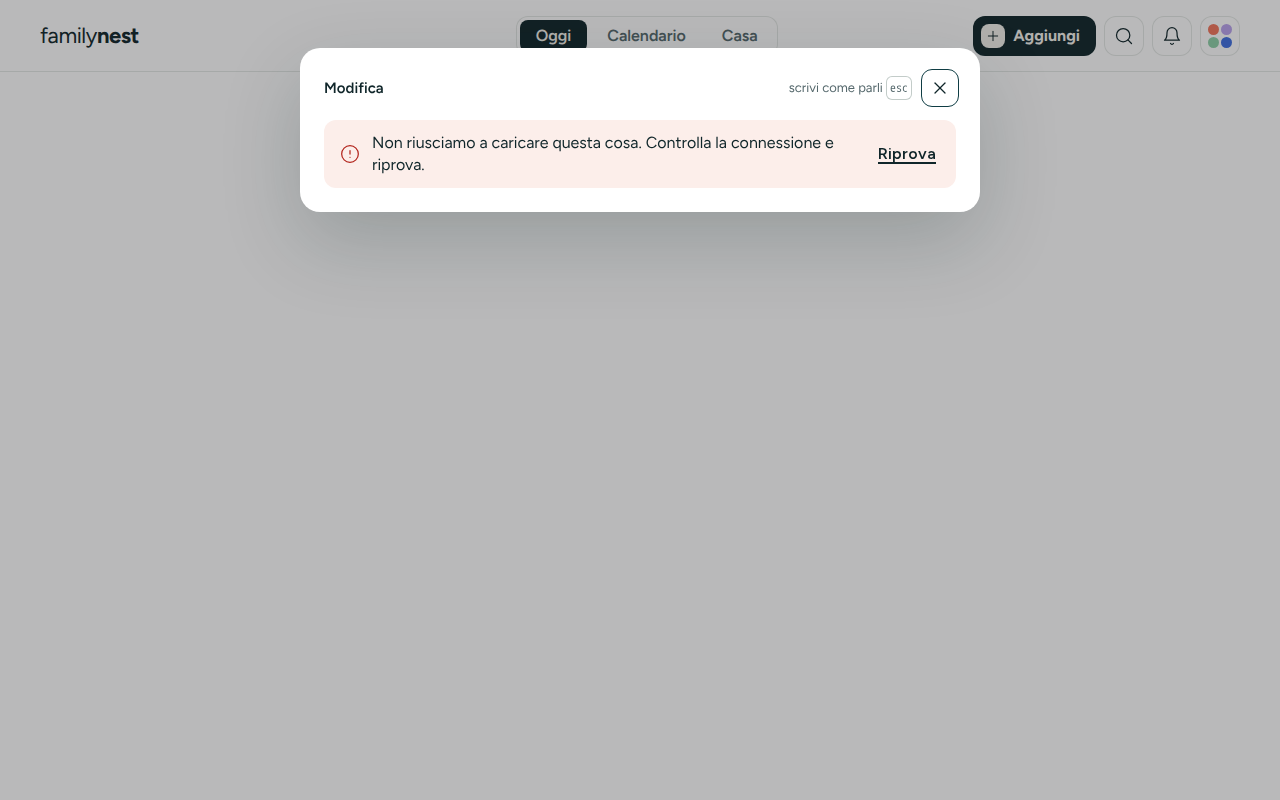 familynest
Oggi
Calendario
Casa
Aggiungi
Modifica
scrivi come parli esc
Non riusciamo a caricare questa cosa. Controlla la connessione e
riprova.
Riprova